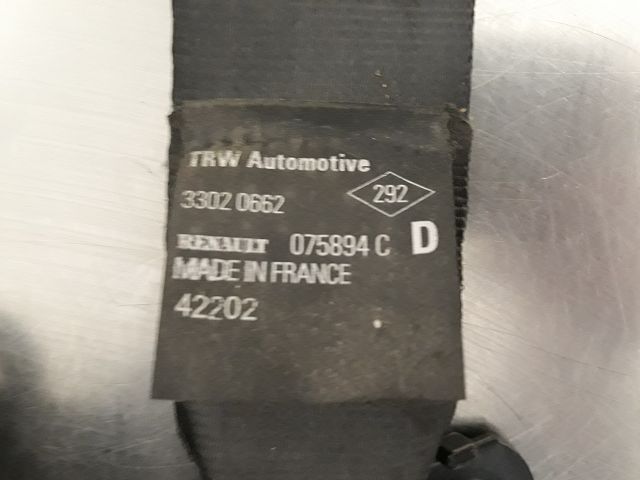 TRW Automotive
3302 0662 292
RENAULT 075894 C D
MADE IN FRANCE
42202